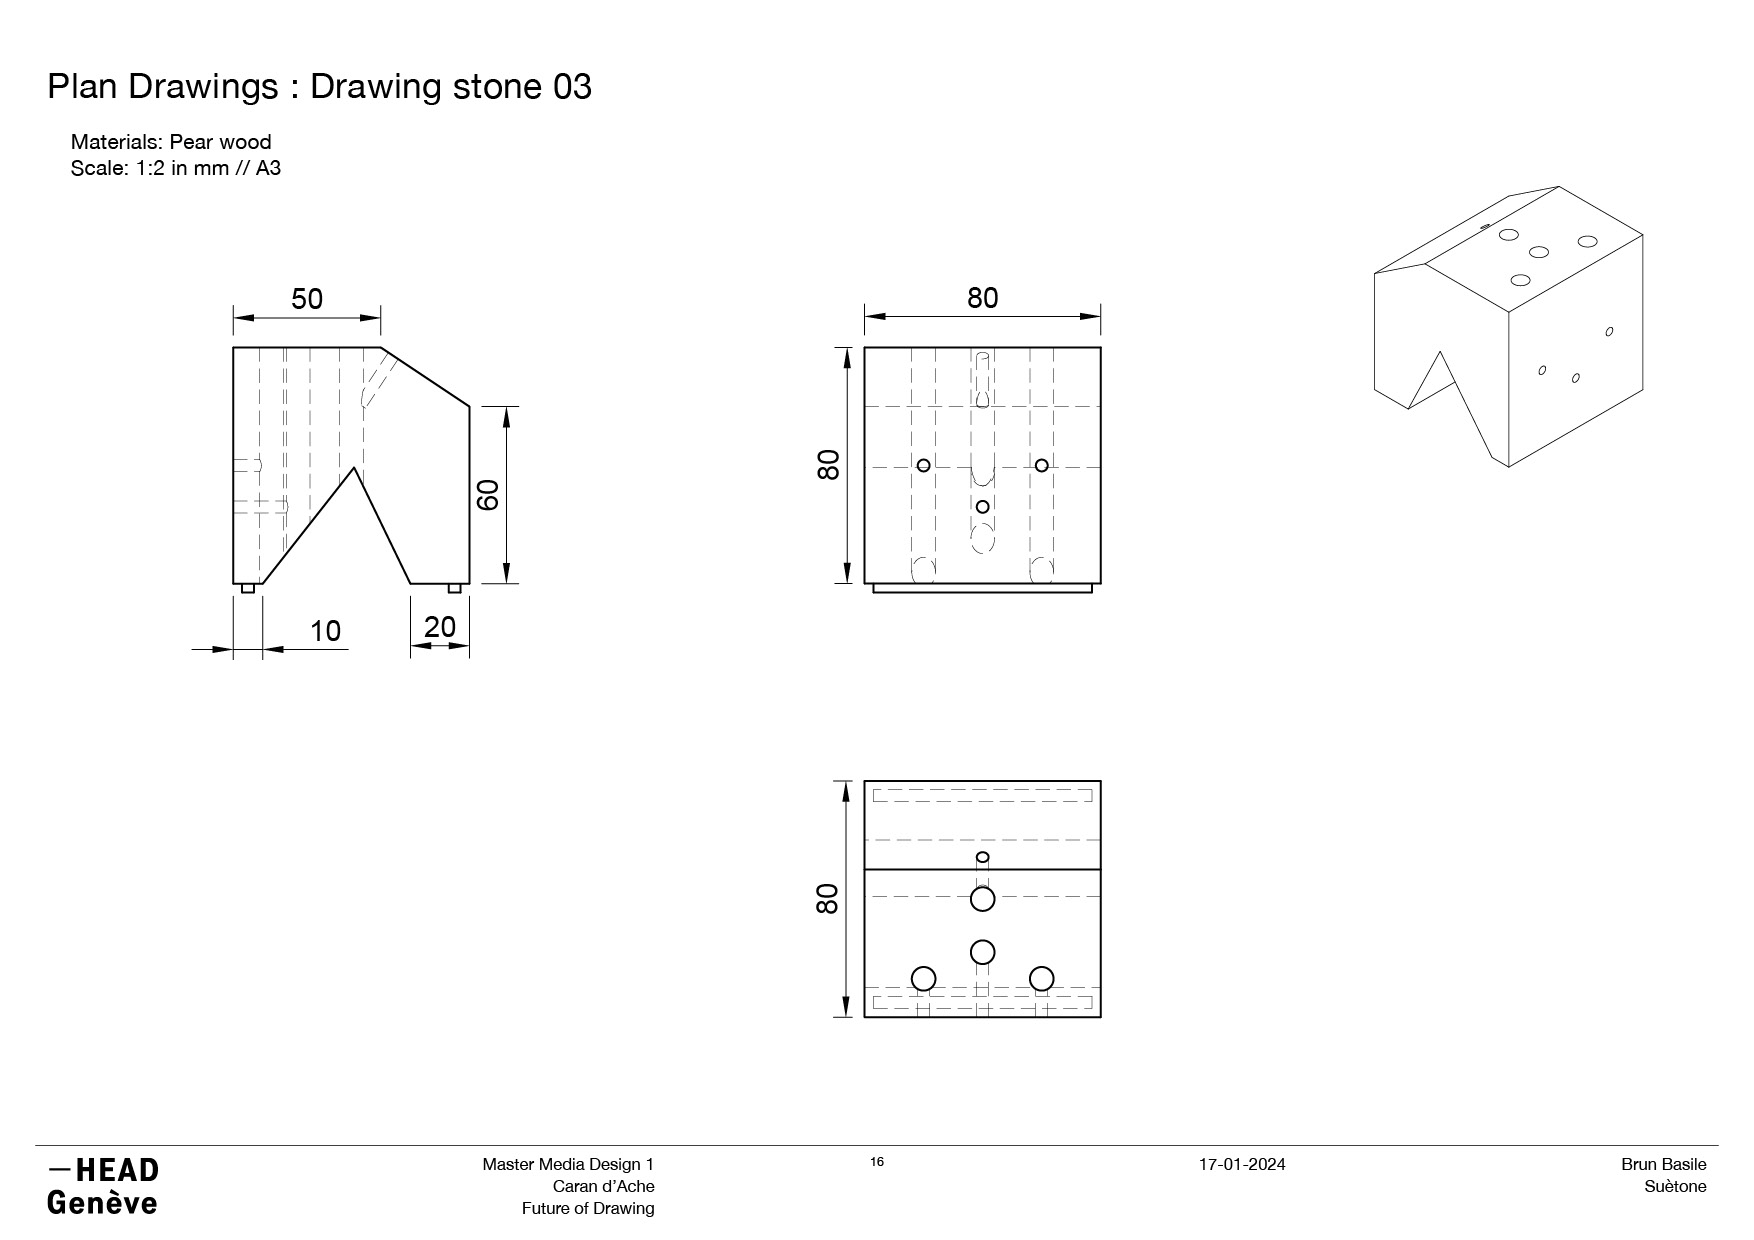 Plan Drawings : Drawing stone 03
Materials: Pear wood
Scale: 1:2 in mm // A3
50
60
10
20
80
80
80
—HEAD
Genève
Master Media Design 1
Caran d’Ache
Future of Drawing
16
17-01-2024
Brun Basile
Suètone